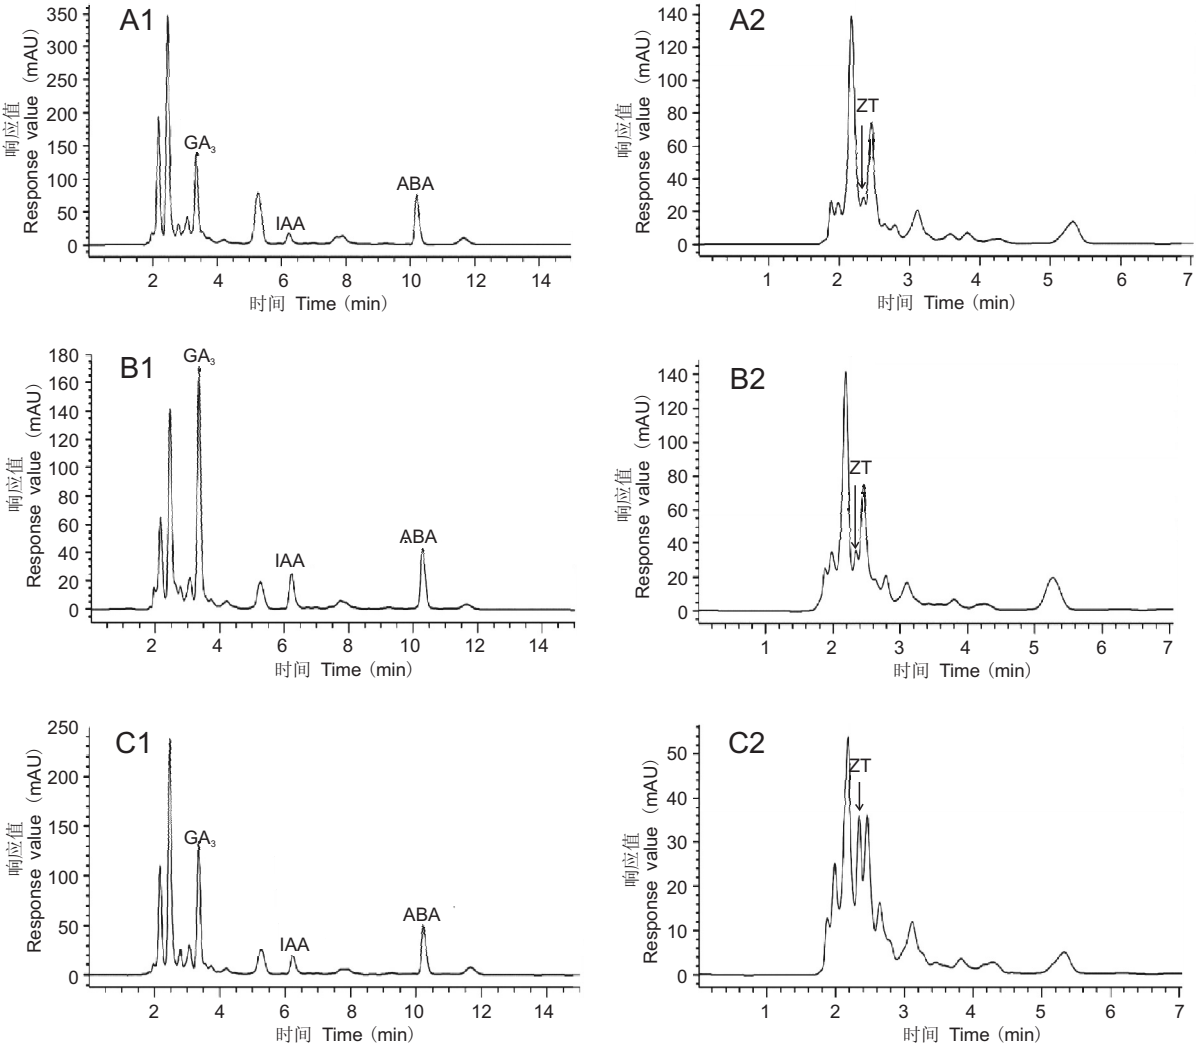 A1
350
300
250
200
150
100
50
0
响应值
Response value (mAU)
GA₃
IAA
ABA
2 4 6 8 10 12 14
时间 Time (min)
A2
140
120
100
80
60
40
20
0
响应值
Response value (mAU)
ZT
1 2 3 4 5 6 7
时间 Time (min)
B1
180
160
140
120
100
80
60
40
20
0
响应值
Response value (mAU)
GA₃
IAA
ABA
2 4 6 8 10 12 14
时间 Time (min)
B2
140
120
100
80
60
40
20
0
响应值
Response value (mAU)
ZT
1 2 3 4 5 6 7
时间 Time (min)
C1
250
200
150
100
50
0
响应值
Response value (mAU)
GA₃
IAA
ABA
2 4 6 8 10 12 14
时间 Time (min)
C2
50
40
30
20
10
0
响应值
Response value (mAU)
ZT
1 2 3 4 5 6 7
时间 Time (min)